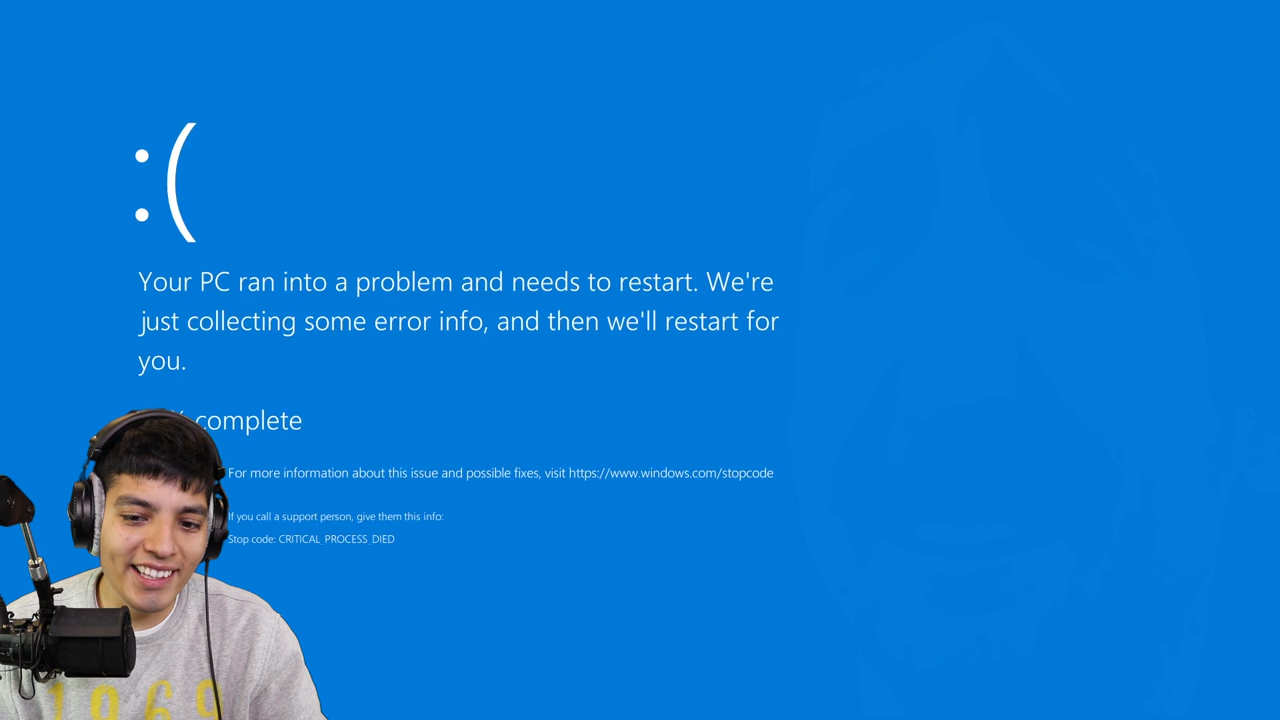 :(
Your PC ran into a problem and needs to restart. We're
just collecting some error info, and then we'll restart for
you.
complete
For more information about this issue and possible fixes, visit https://www.windows.com/stopcode
If you call a support person, give them this info:
Stop code: CRITICAL_PROCESS_DIED
1969